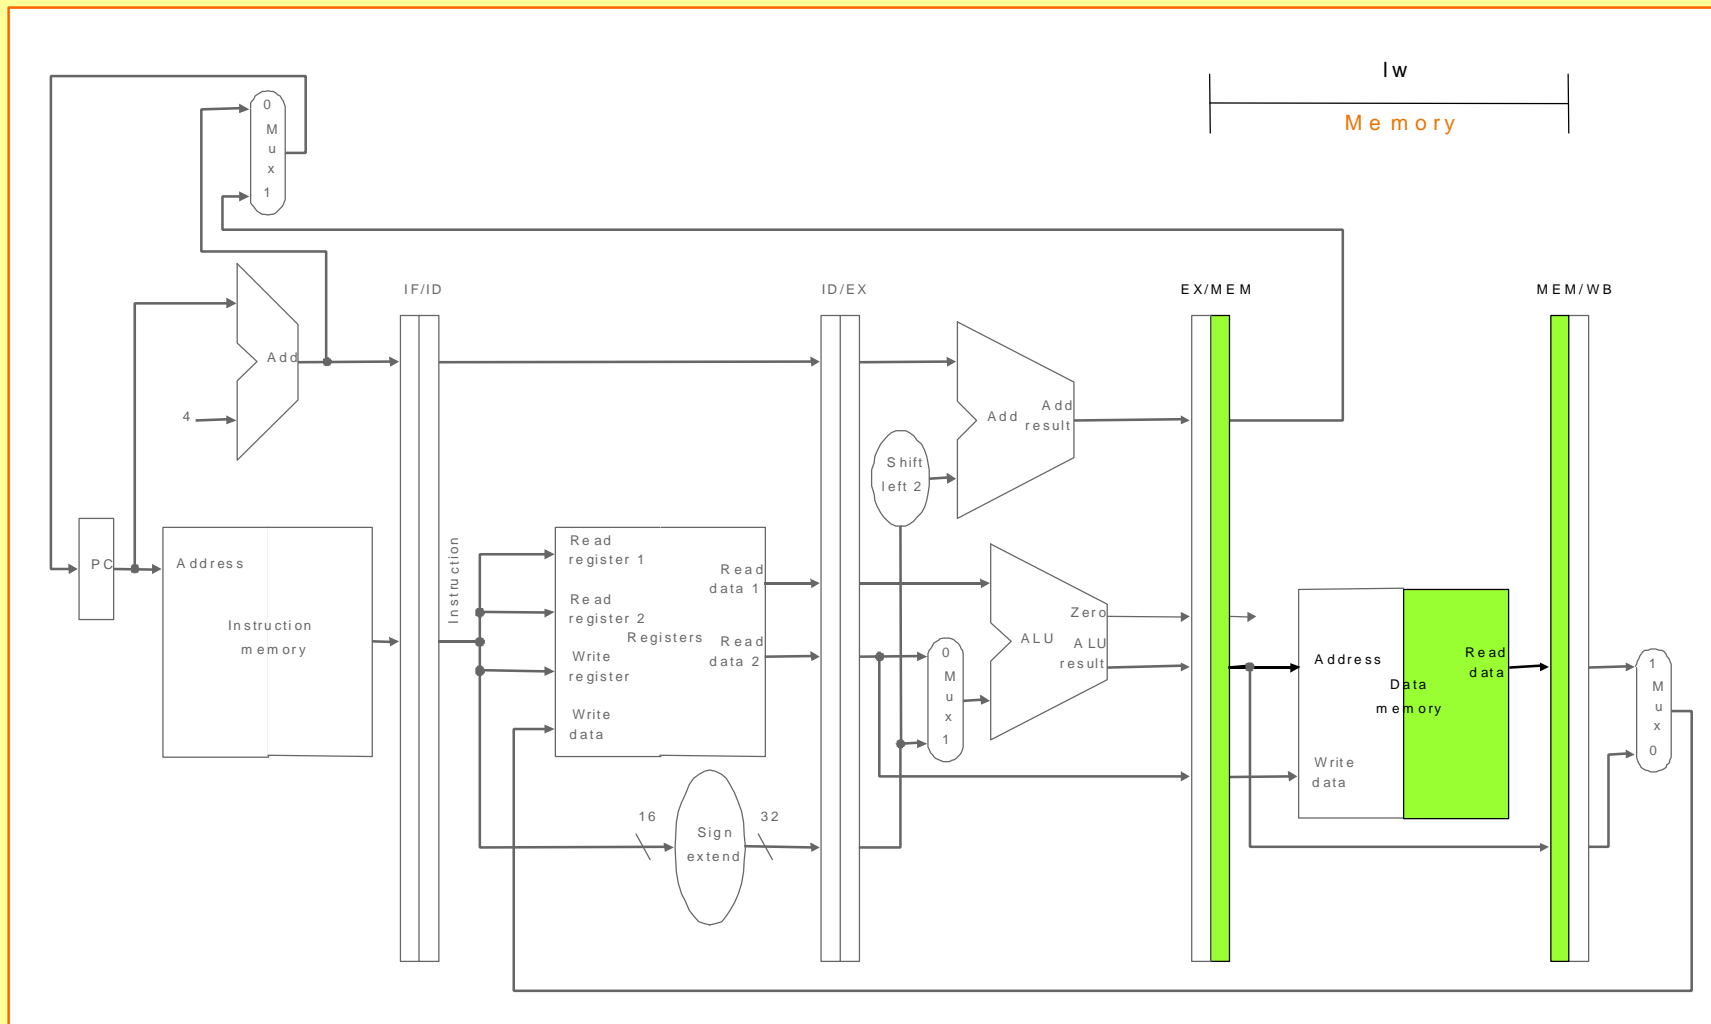 lw
Memory
0
M
u
x
1
IF/ID
ID/EX
EX/MEM
MEM/WB
Add
4
Add
Add
result
Shift
left 2
PC
Address
Instruction
memory
Instruction
Read
register 1
Read
register 2
Write
register
Write
data
Registers
Read
data 1
Read
data 2
0
M
u
x
1
Zero
ALU
ALU
result
Address
Read
data
Data
memory
Write
data
1
M
u
x
0
16
Sign
extend
32